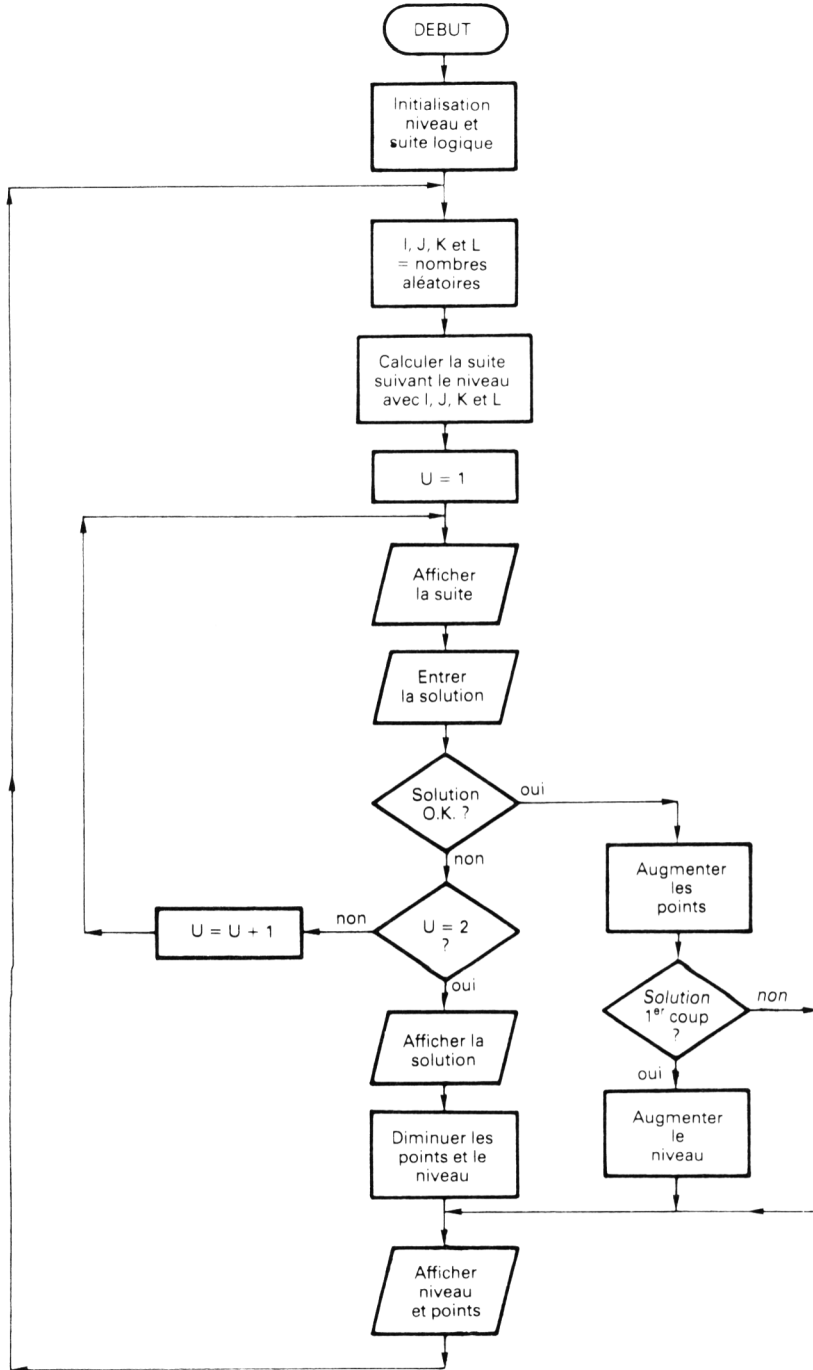 DEBUT
Initialisation
niveau et
suite logique
I, J, K et L
= nombres
aléatoires
Calculer la suite
suivant le niveau
avec I, J, K et L
U = 1
Afficher
la suite
Entrer
la solution
Solution
O.K. ?
oui
non
Augmenter
les
points
U = 2
?
non
U = U + 1
oui
Solution
1er coup
?
non
oui
Afficher la
solution
Augmenter
le
niveau
Diminuer les
points et le
niveau
Afficher
niveau
et points